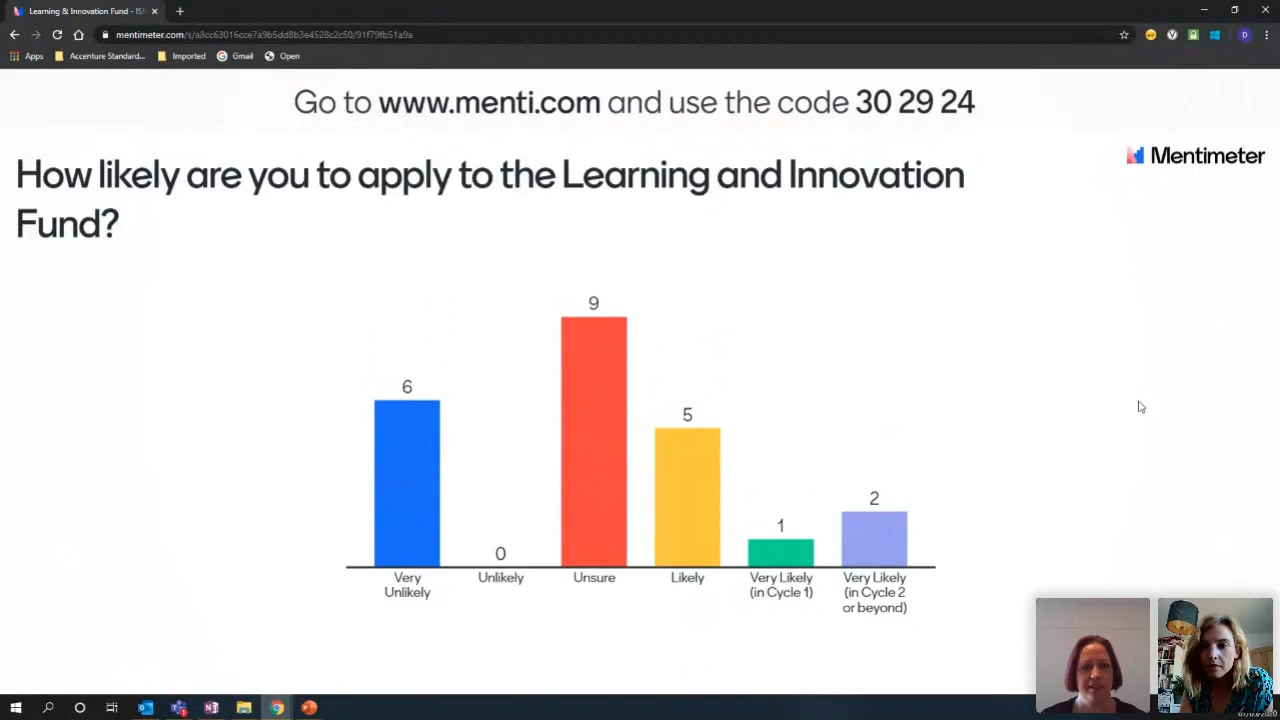 Learning & Innovation Fund - ISI
mentimeter.com/s/a8cc63016cce7a9b5dd8b3e4528c2c50/91f79fb51a9a
Apps Accenture Standard... Imported Gmail Open
Go to www.menti.com and use the code 30 29 24
Mentimeter
How likely are you to apply to the Learning and Innovation
Fund?
6
0
9
5
1
2
Very
Unlikely
Unlikely
Unsure
Likely
Very Likely
(in Cycle 1)
Very Likely
(in Cycle 2
or beyond)